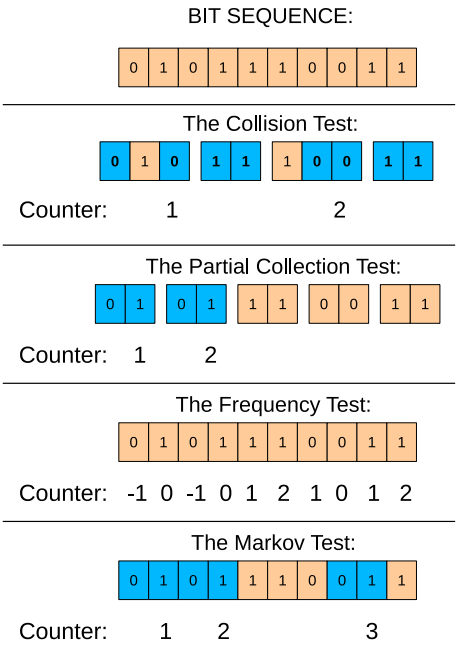 BIT SEQUENCE:
0 1 0 1 1 1 0 0 1 1
The Collision Test:
0 1 0 1 1 1 0 0 1 1
Counter: 1 2
The Partial Collection Test:
0 1 0 1 1 1 0 0 1 1
Counter: 1 2
The Frequency Test:
0 1 0 1 1 1 0 0 1 1
Counter: -1 0 -1 0 1 2 1 0 1 2
The Markov Test:
0 1 0 1 1 1 0 0 1 1
Counter: 1 2 3